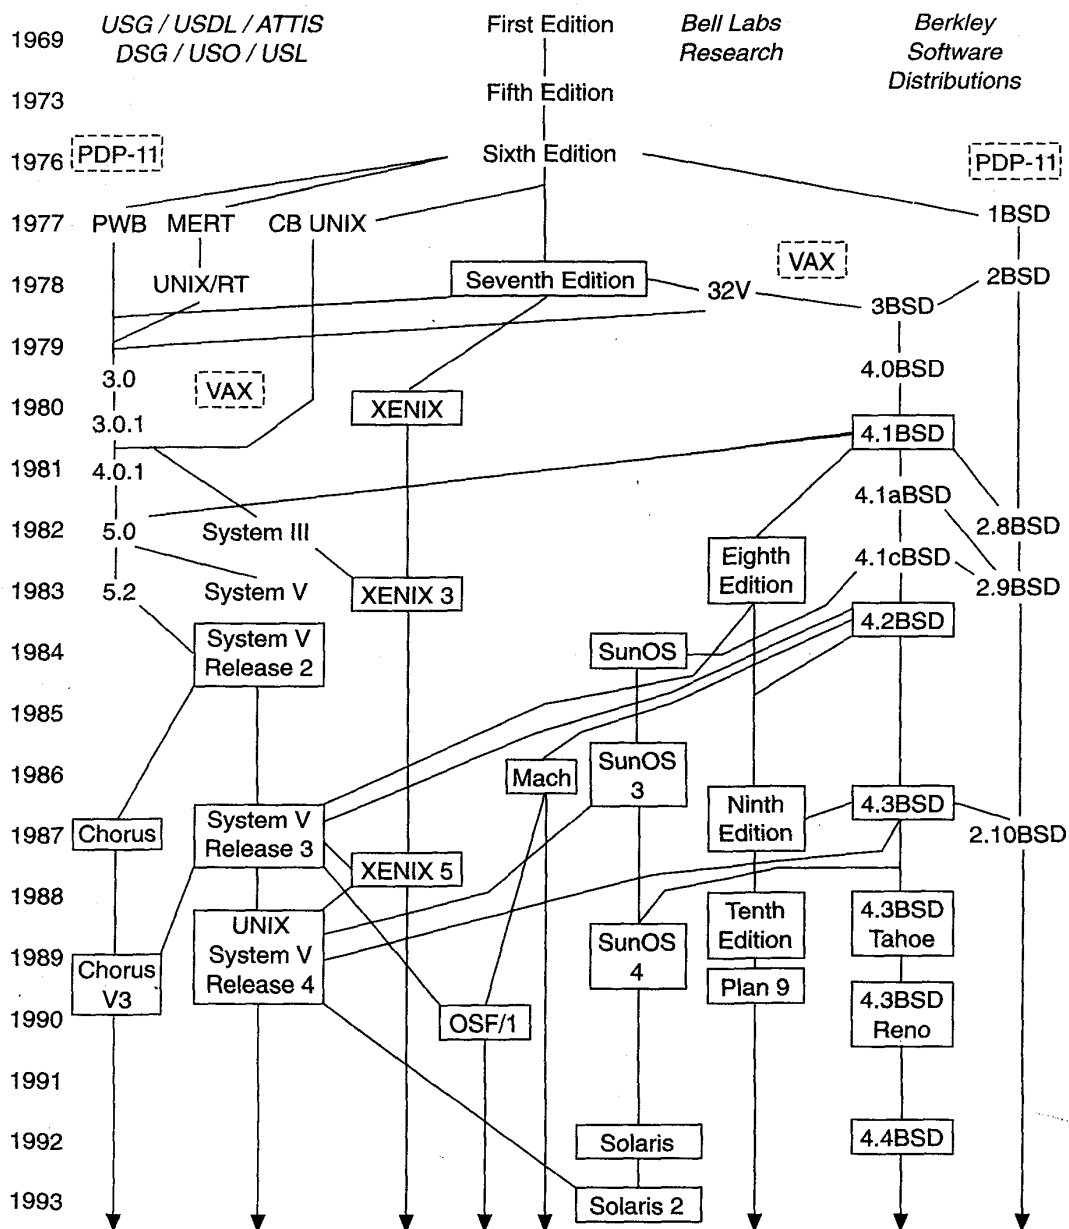 1969 USG / USDL / ATTIS First Edition Bell Labs Berkley
DSG / USO / USL Research Software
Distributions
1973 Fifth Edition
1976 PDP-11 Sixth Edition PDP-11
1977 PWB MERT CB UNIX 1BSD
VAX
1978 UNIX/RT Seventh Edition 32V 2BSD
3BSD
1979
3.0 VAX 4.0BSD
1980 XENIX
3.0.1 4.1BSD
1981 4.0.1
4.1aBSD
1982 5.0 System III 2.8BSD
Eighth
Edition
4.1cBSD
1983 5.2 System V XENIX 3 2.9BSD
4.2BSD
1984 System V
Release 2
SunOS
1985
1986 Mach SunOS
3
1987 Chorus System V
Release 3
Ninth
Edition
4.3BSD
2.10BSD
XENIX 5
1988 UNIX
System V
Release 4
Tenth
Edition
4.3BSD
Tahoe
1989 Chorus
V3
SunOS
4
Plan 9
1990 OSF/1 4.3BSD
Reno
1991
1992 Solaris 4.4BSD
1993 Solaris 2